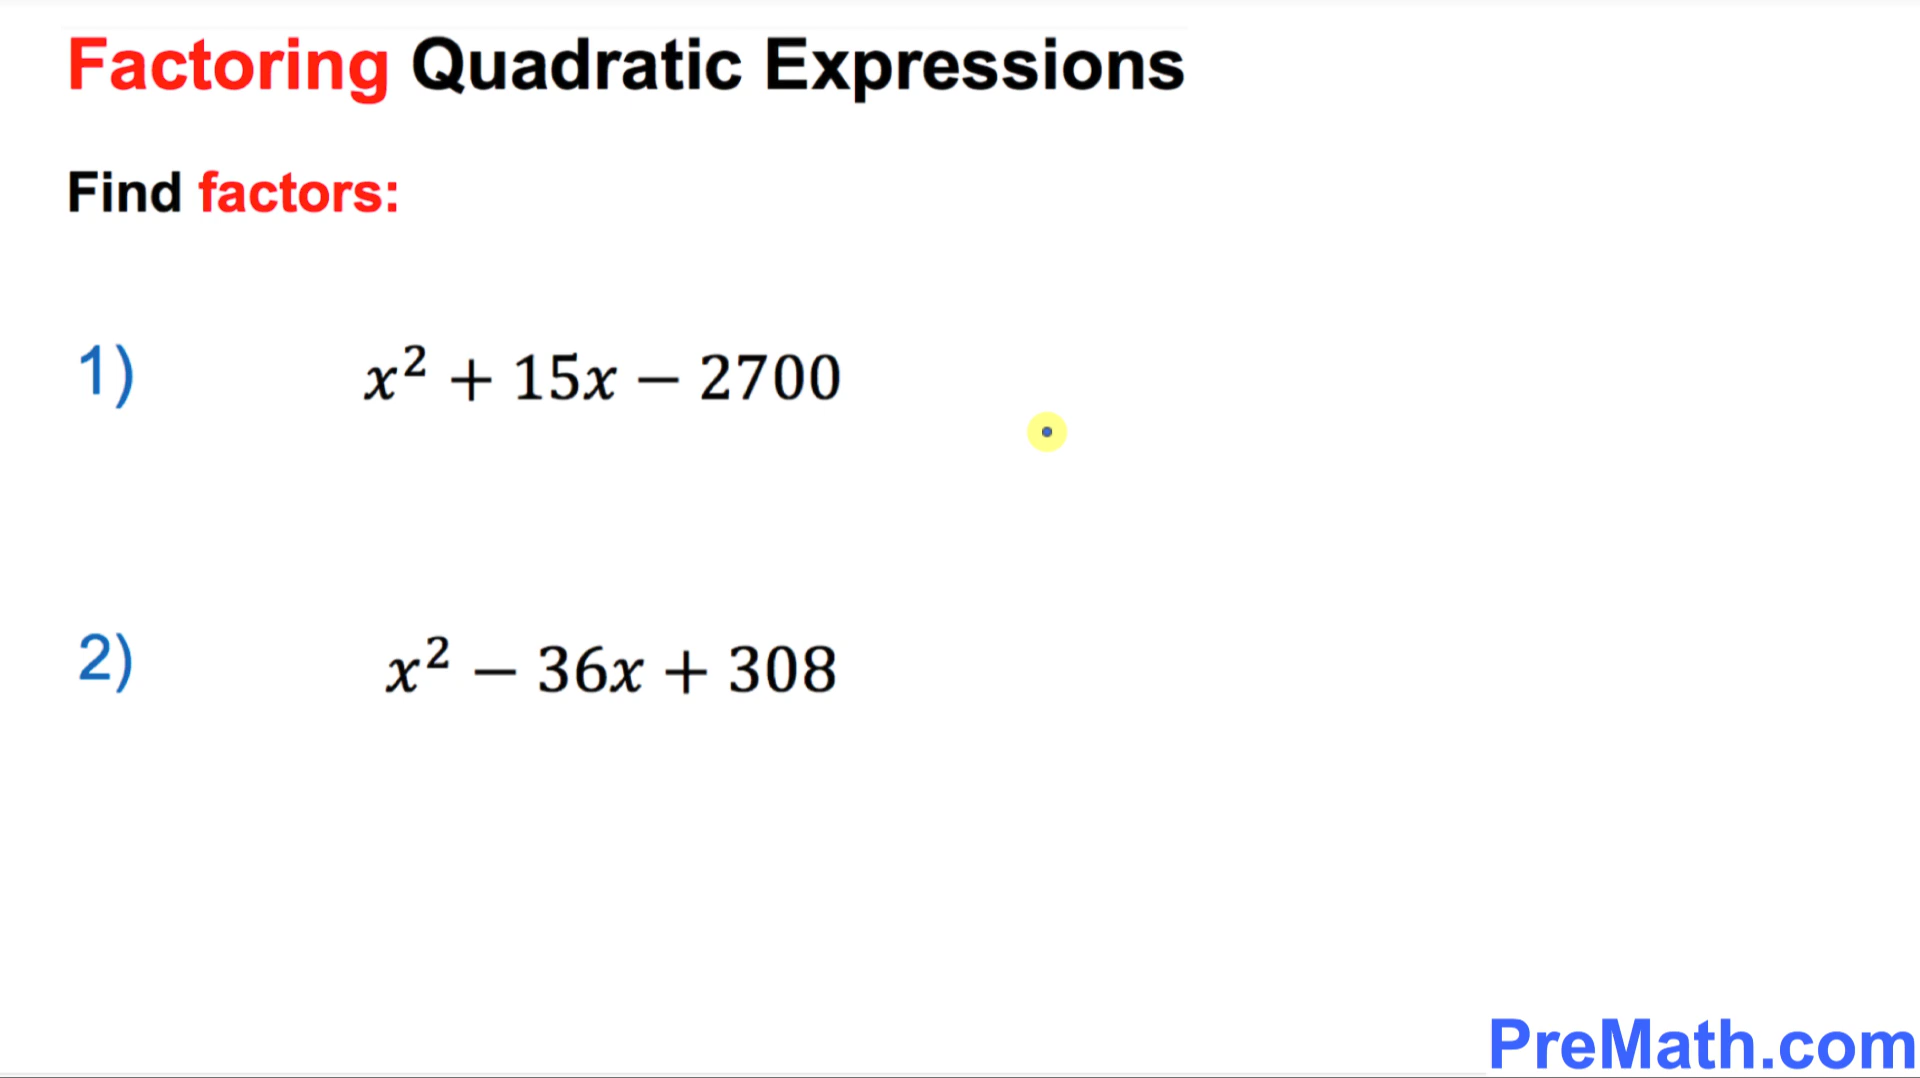 Factoring Quadratic Expressions
Find factors:
1) x² + 15x − 2700
2) x² − 36x + 308
PreMath.com